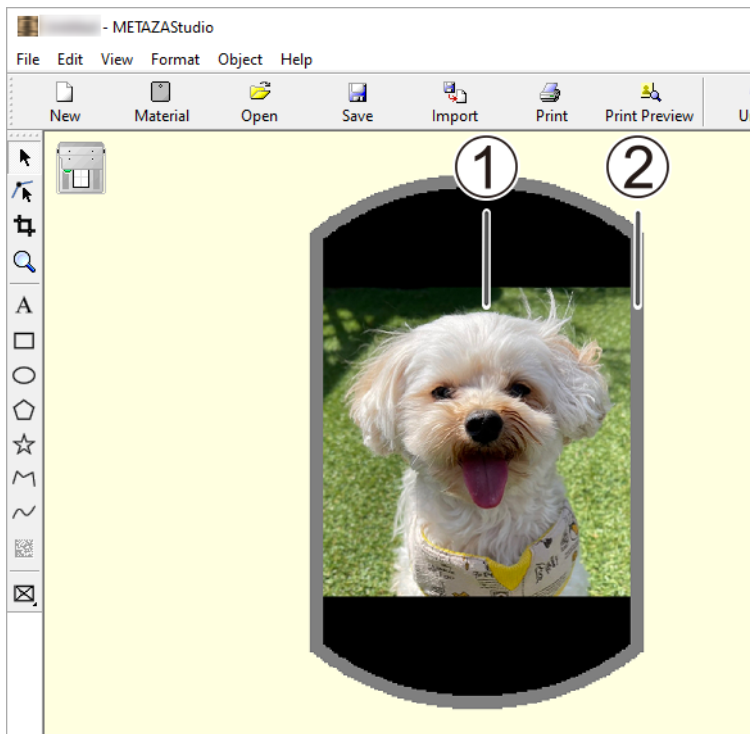 - METAZAStudio
File Edit View Format Object Help
New Material Open Save Import Print Print Preview
1 2
A